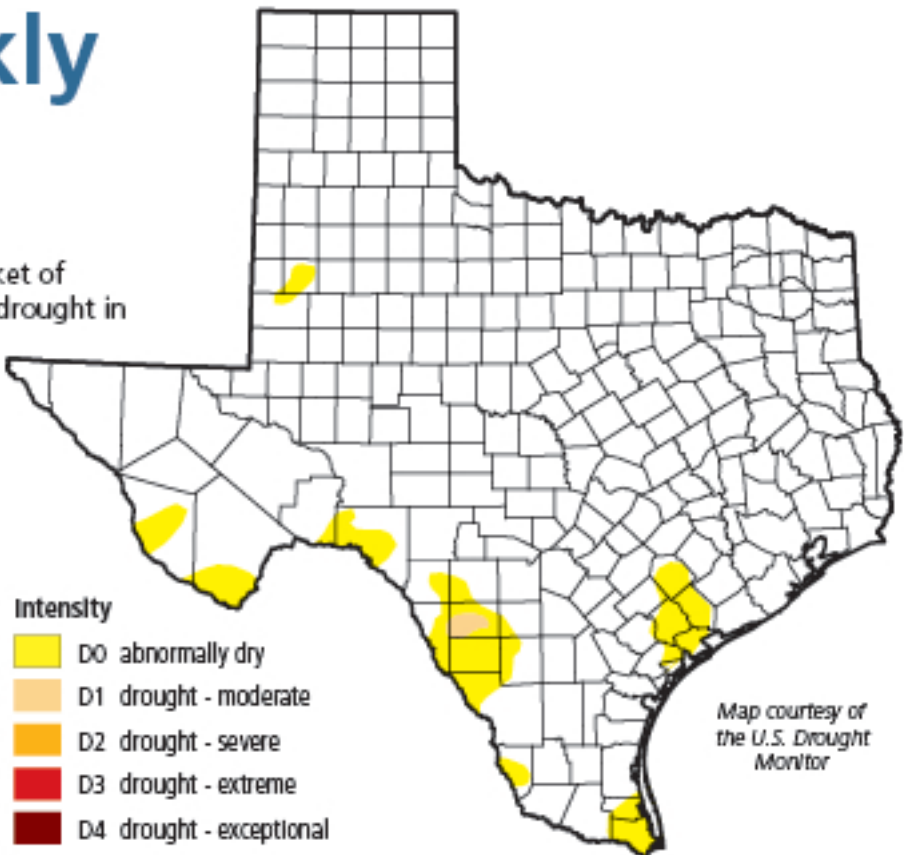 kly
ket of
drought in
Intensity
D0 abnormally dry
D1 drought - moderate
D2 drought - severe
D3 drought - extreme
D4 drought - exceptional
Map courtesy of
the U.S. Drought
Monitor